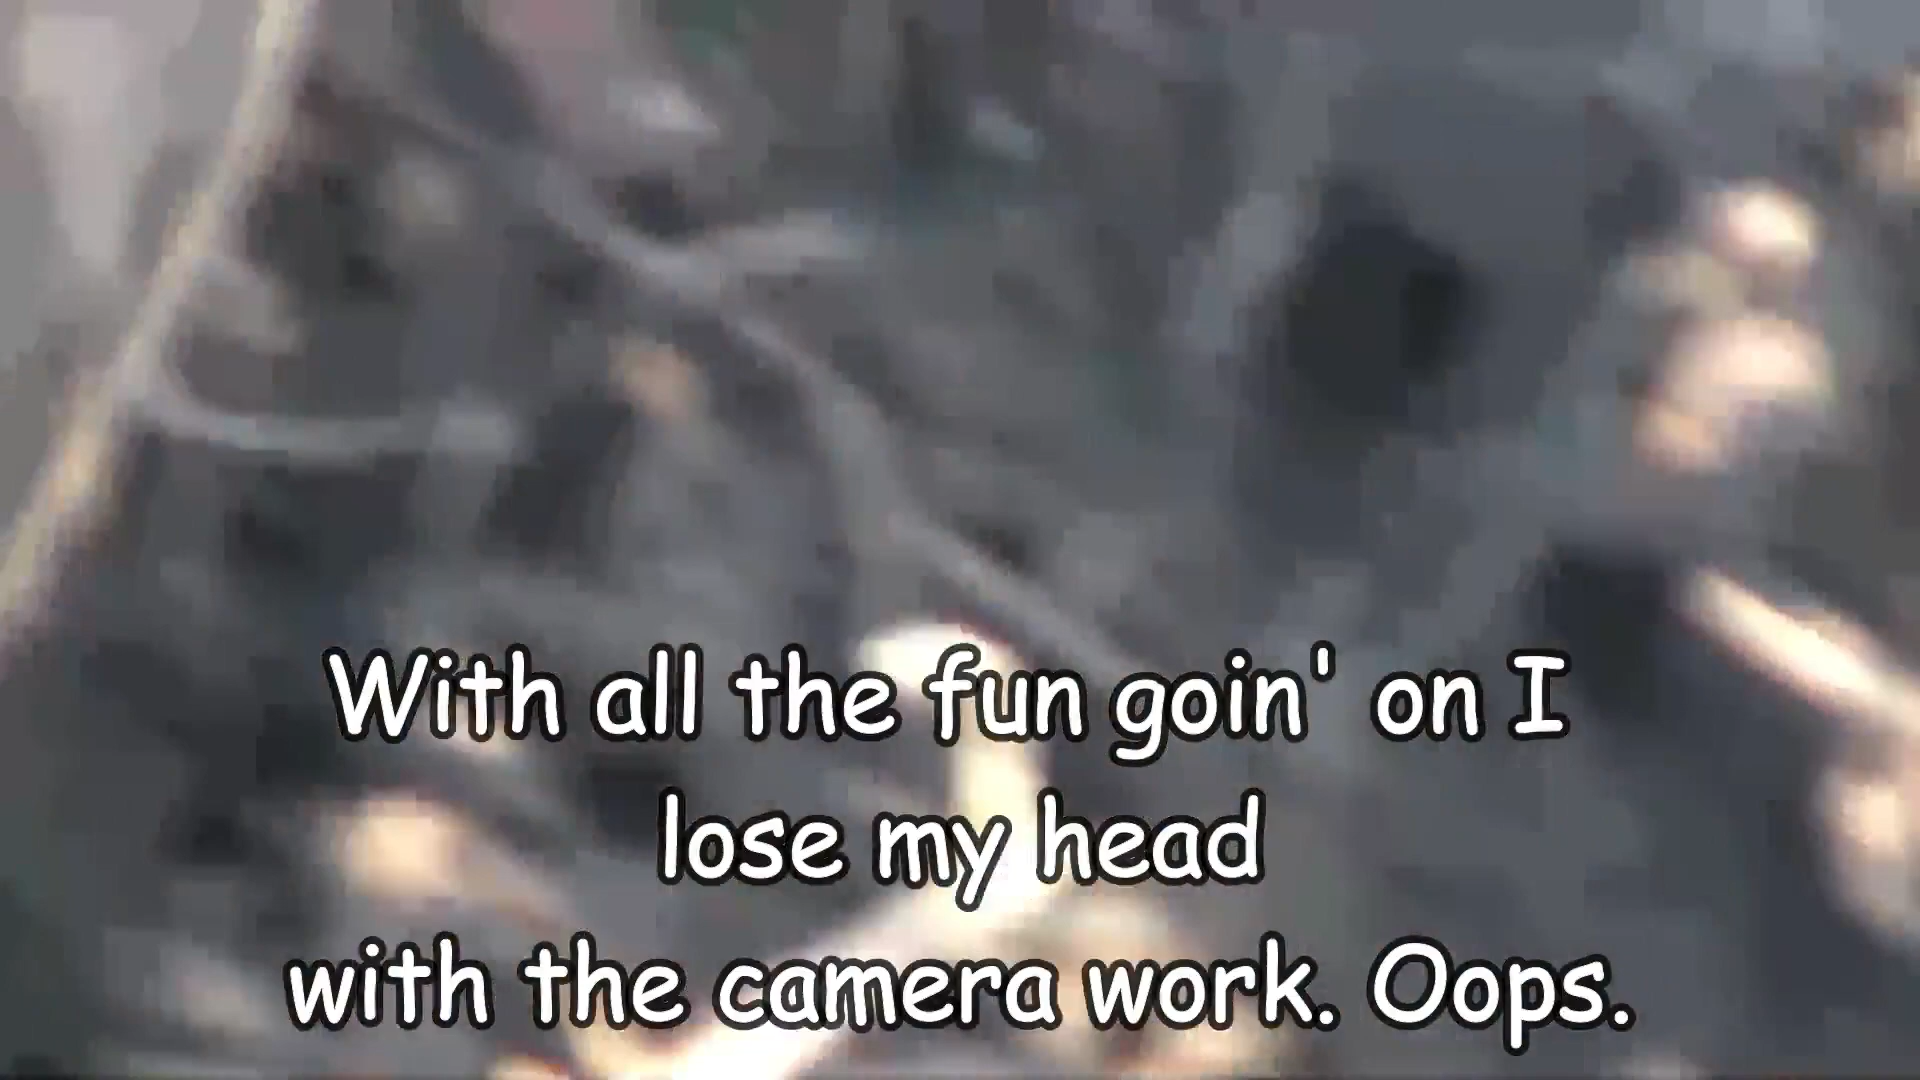 With all the fun goin' on I
lose my head
with the camera work. Oops.